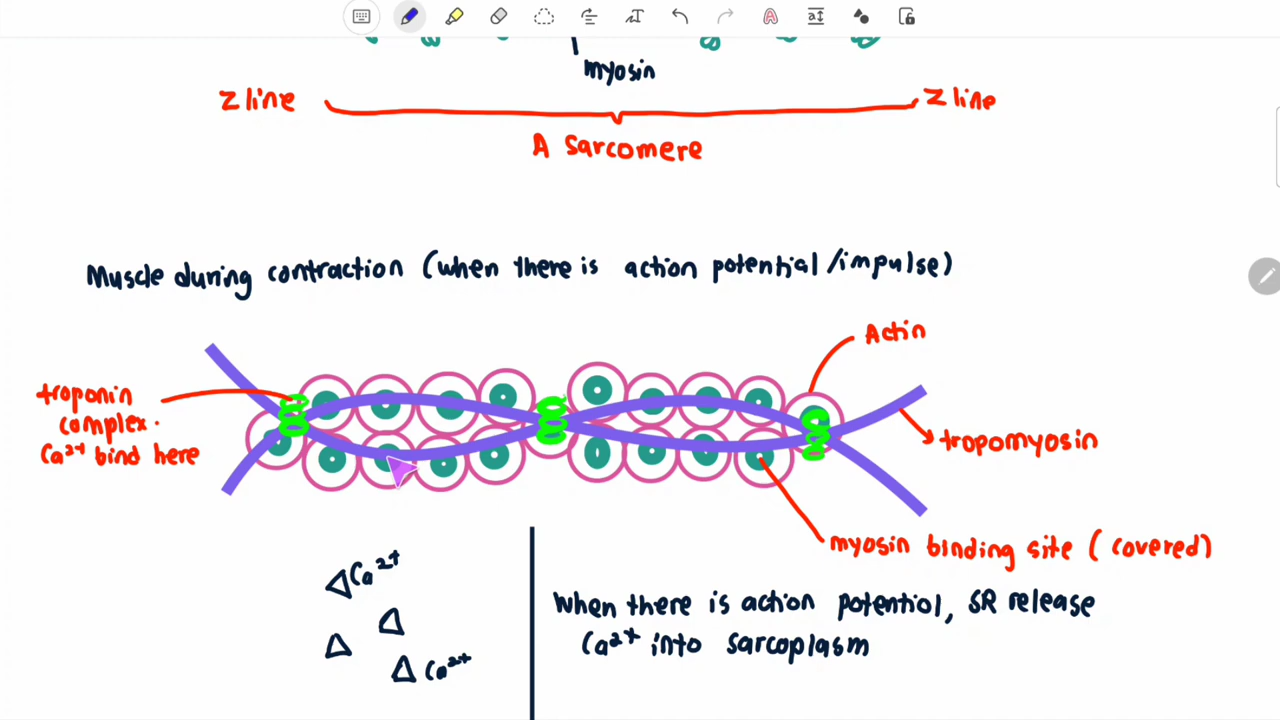 myosin
Z line
Z line
A sarcomere
Muscle during contraction (when there is action potential/impulse)
Actin
troponin
complex.
Ca²⁺ bind here
tropomyosin
myosin binding site (covered)
Ca²⁺
Ca²⁺
When there is action potential, SR release
Ca²⁺ into sarcoplasm